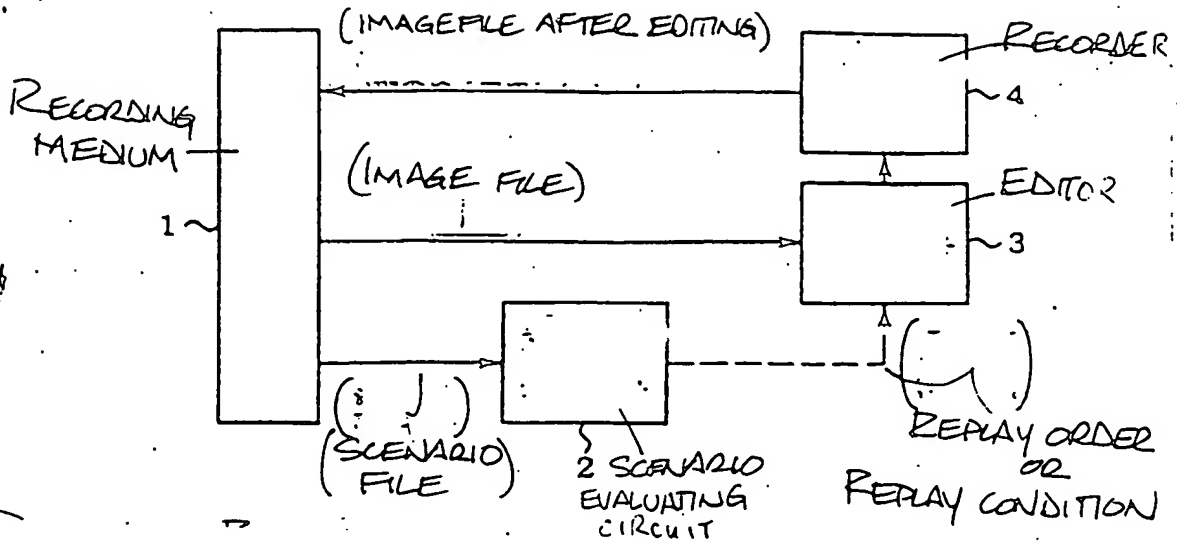 (IMAGEFILE AFTER EDITING)
RECORDER
4
RECORDING
MEDIUM
(IMAGE FILE)
EDITOR
1
3
(SCENARIO)
FILE
2 SCENARIO
EVALUATING
CIRCUIT
REPLAY ORDER
OR
REPLAY CONDITION